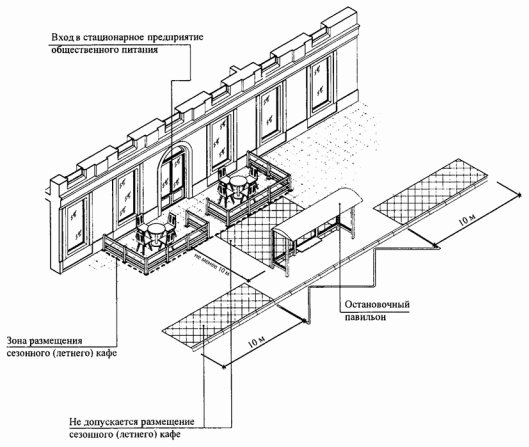 Вход в стационарное предприятие
общественного питания
10 м
не менее 10 м
Остановочный
павильон
Зона размещения
сезонного (летнего) кафе
10 м
Не допускается размещение
сезонного (летнего) кафе